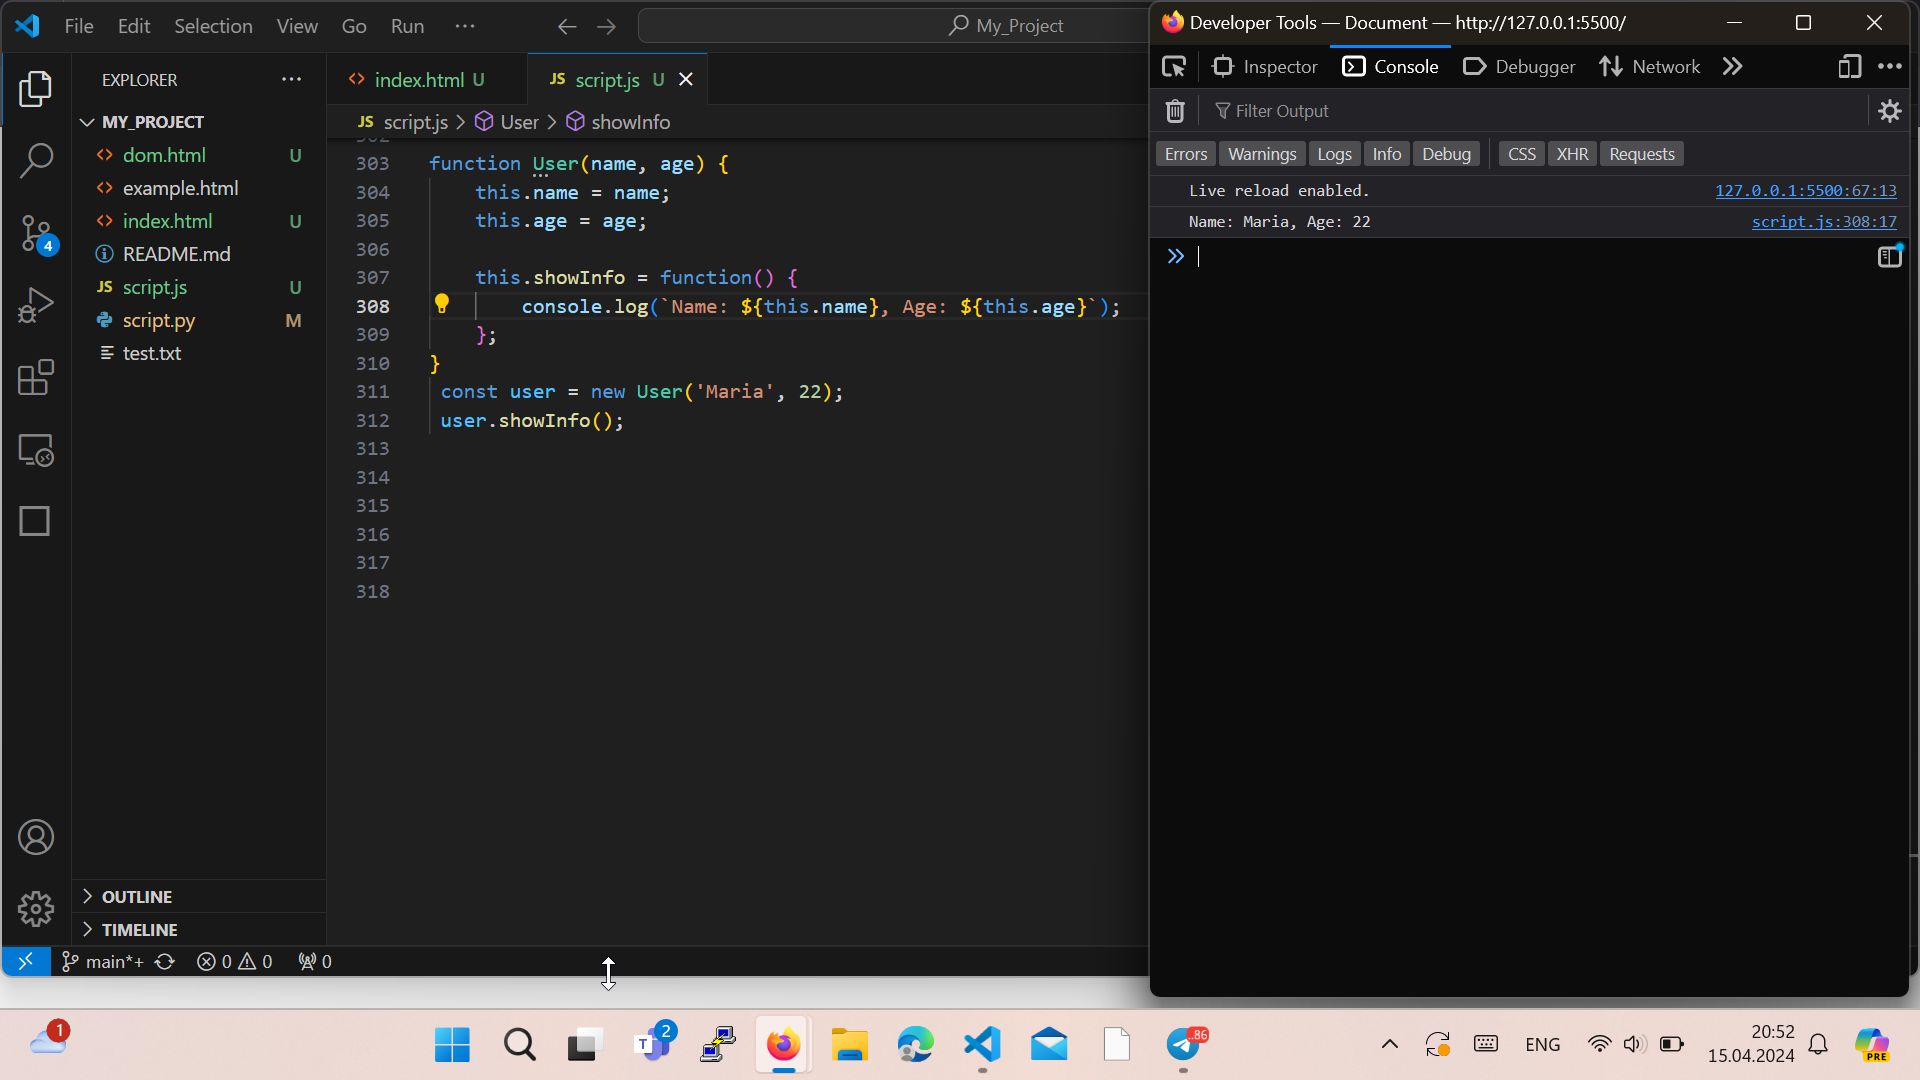 File Edit Selection View Go Run ··· My_Project
EXPLORER ···
MY_PROJECT
dom.html U
example.html
index.html U
README.md
JS script.js U
script.py M
test.txt
OUTLINE
TIMELINE
index.html U JS script.js U
JS script.js > User > showInfo
302
303 function User(name, age) {
304 this.name = name;
305 this.age = age;
306
307 this.showInfo = function() {
308 console.log(`Name: ${this.name}, Age: ${this.age}`);
309 };
310 }
311 const user = new User('Maria', 22);
312 user.showInfo();
313
314
315
316
317
318
4
main*+ 0 0 0
Developer Tools — Document — http://127.0.0.1:5500/
Inspector Console Debugger Network
Filter Output
Errors Warnings Logs Info Debug CSS XHR Requests
Live reload enabled. 127.0.0.1:5500:67:13
Name: Maria, Age: 22 script.js:308:17
1
T 2
..86
ENG
20:52
15.04.2024
PRE